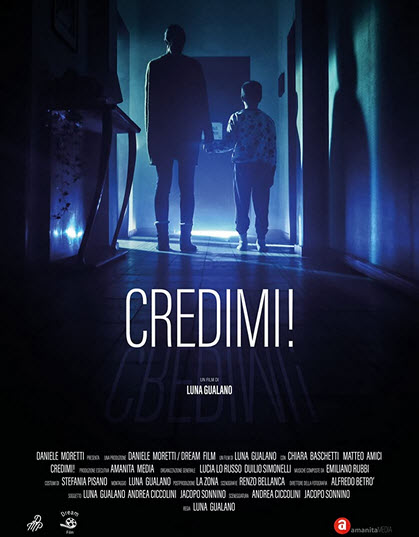 CREDIMI!
UN FILM DI
LUNA GUALANO
DANIELE MORETTI PRESENTA UNA PRODUZIONE DANIELE MORETTI / DREAM FILM UN FILM DI LUNA GUALANO CON CHIARA BASCHETTI MATTEO AMICI
CREDIMI! PRODUZIONE ESECUTIVA AMANITA MEDIA ORGANIZZAZIONE GENERALE LUCIA LO RUSSO DUILIO SIMONELLI MUSICHE COMPOSTE DA EMILIANO RUBBI
COSTUMI DI STEFANIA PISANO MONTAGGIO LUNA GUALANO POSTPRODUZIONE LA ZONA SCENOGRAFIA RENZO BELLANCA DIRETTORE DELLA FOTOGRAFIA ALFREDO BETRO'
SOGGETTO LUNA GUALANO ANDREA CICCOLINI JACOPO SONNINO SCENEGGIATURA ANDREA CICCOLINI JACOPO SONNINO
REGIA LUNA GUALANO
Dream
a amanitaMEDIA